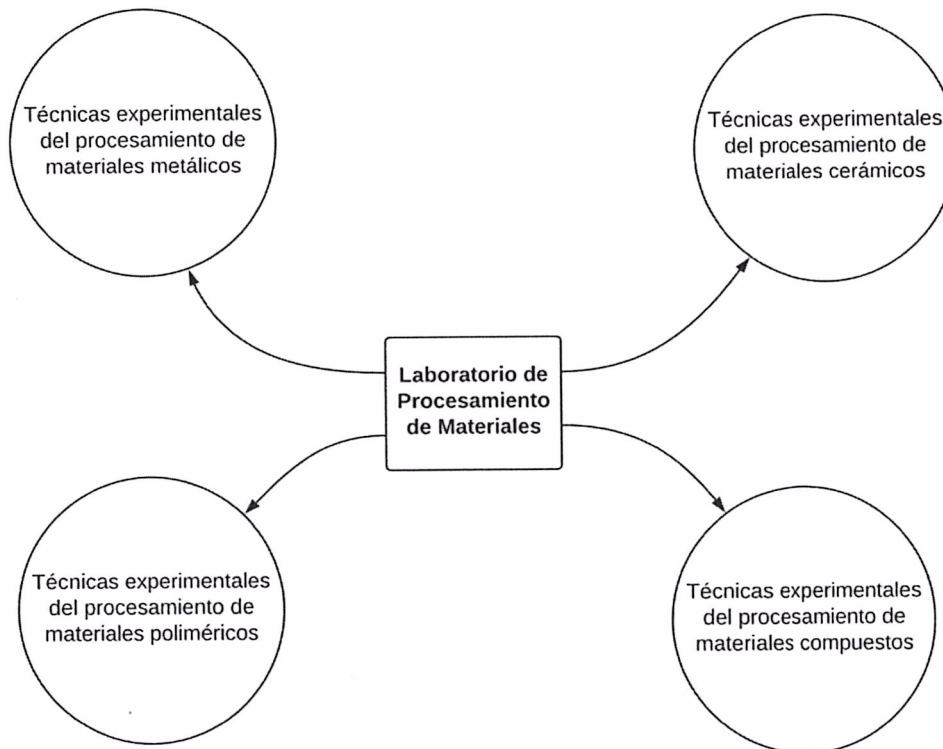 Técnicas experimentales
del procesamiento de
materiales metálicos
Técnicas experimentales
del procesamiento de
materiales cerámicos
Laboratorio de
Procesamiento
de Materiales
Técnicas experimentales
del procesamiento de
materiales poliméricos
Técnicas experimentales
del procesamiento de
materiales compuestos